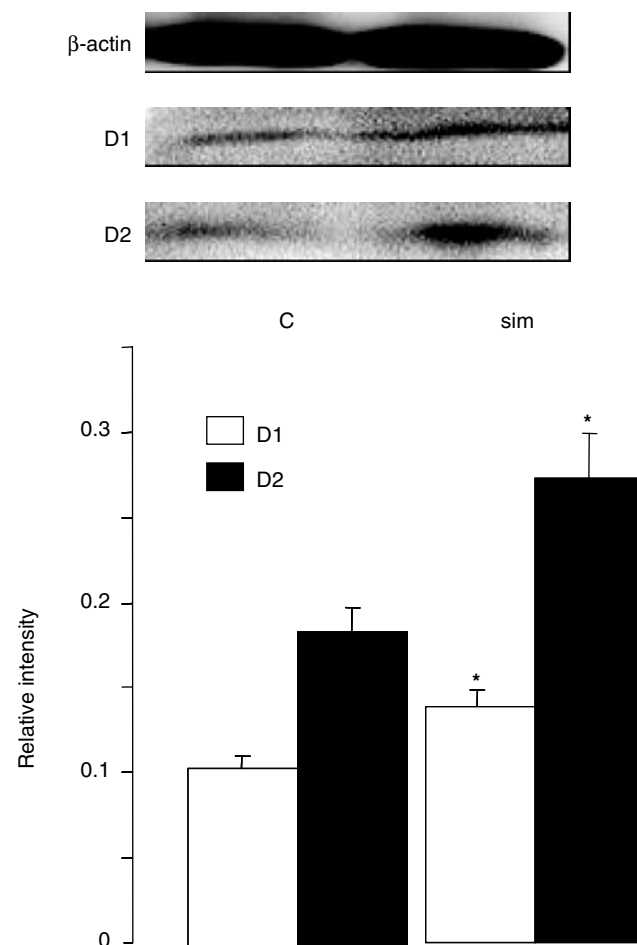 β-actin
D1
D2
C sim
0.3
0.2
0.1
0
Relative intensity
D1
D2
*
*